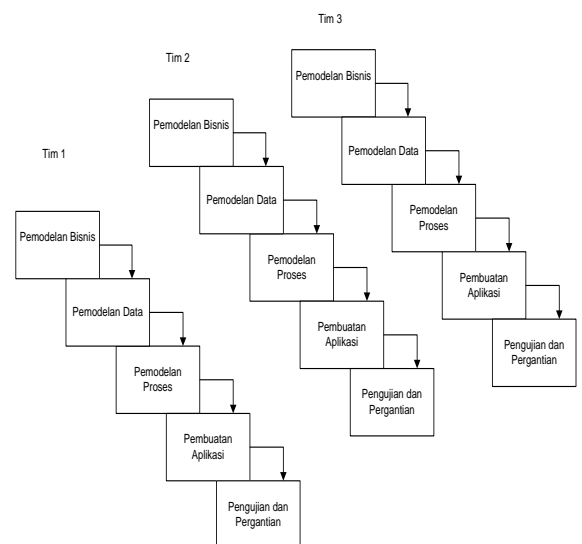 Tim 1
Pemodelan Bisnis
Pemodelan Data
Pemodelan
Proses
Pembuatan
Aplikasi
Pengujian dan
Pergantian
Tim 2
Pemodelan Bisnis
Pemodelan Data
Pemodelan
Proses
Pembuatan
Aplikasi
Pengujian dan
Pergantian
Tim 3
Pemodelan Bisnis
Pemodelan Data
Pemodelan
Proses
Pembuatan
Aplikasi
Pengujian dan
Pergantian